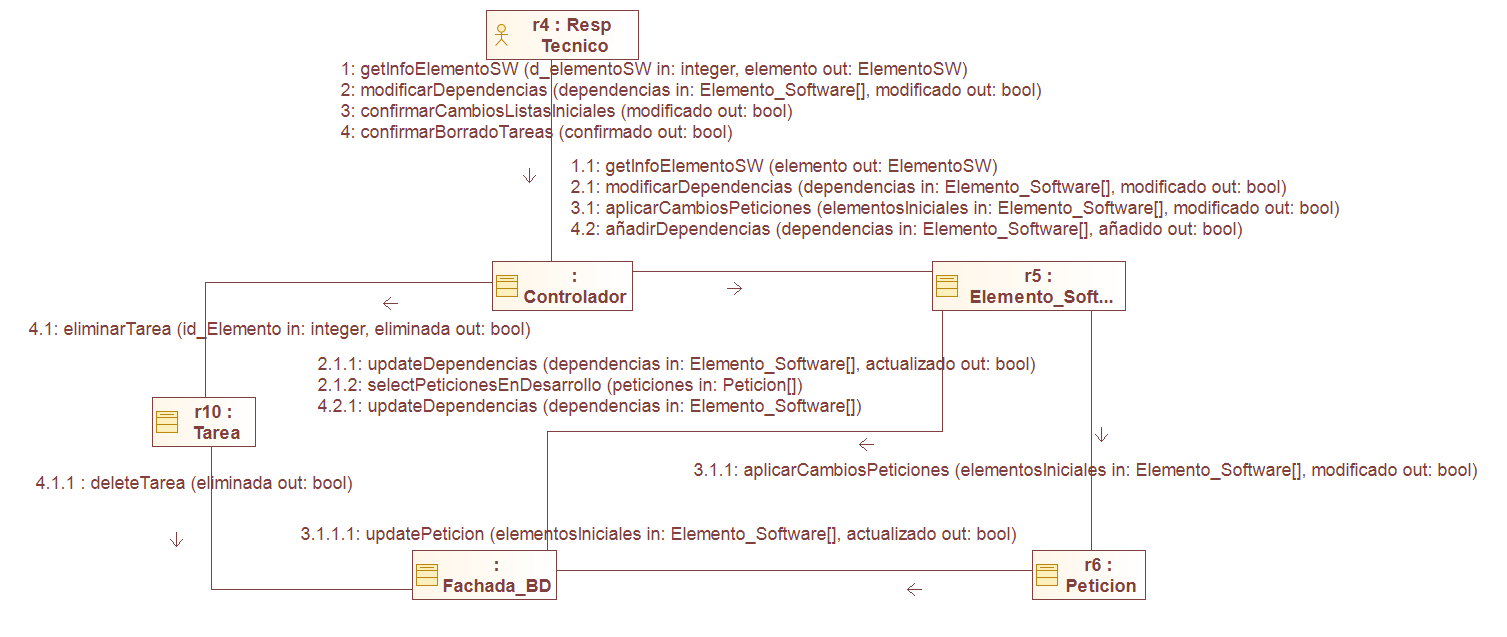 r4 : Resp
Tecnico
1: getInfoElementoSW (d_elementoSW in: integer, elemento out: ElementoSW)
2: modificarDependencias (dependencias in: Elemento_Software[], modificado out: bool)
3: confirmarCambiosListasIniciales (modificado out: bool)
4: confirmarBorradoTareas (confirmado out: bool)
1.1: getInfoElementoSW (elemento out: ElementoSW)
2.1: modificarDependencias (dependencias in: Elemento_Software[], modificado out: bool)
3.1: aplicarCambiosPeticiones (elementosIniciales in: Elemento_Software[], modificado out: bool)
4.2: añadirDependencias (dependencias in: Elemento_Software[], añadido out: bool)
:
Controlador
r5 :
Elemento_Soft...
4.1: eliminarTarea (id_Elemento in: integer, eliminada out: bool)
2.1.1: updateDependencias (dependencias in: Elemento_Software[], actualizado out: bool)
2.1.2: selectPeticionesEnDesarrollo (peticiones in: Peticion[])
4.2.1: updateDependencias (dependencias in: Elemento_Software[])
r10 :
Tarea
3.1.1: aplicarCambiosPeticiones (elementosIniciales in: Elemento_Software[], modificado out: bool)
4.1.1 : deleteTarea (eliminada out: bool)
3.1.1.1: updatePeticion (elementosIniciales in: Elemento_Software[], actualizado out: bool)
:
Fachada_BD
r6 :
Peticion